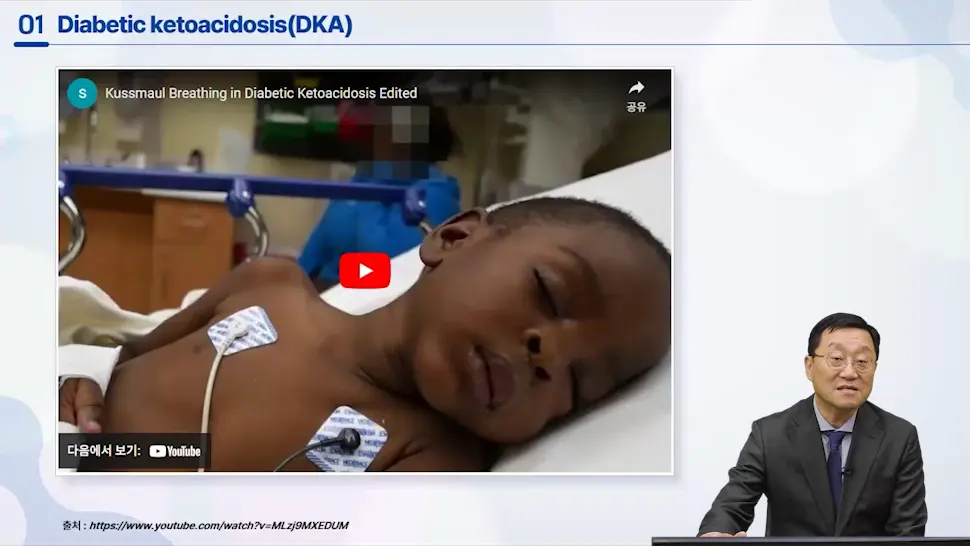 01 Diabetic ketoacidosis(DKA)
S Kussmaul Breathing in Diabetic Ketoacidosis Edited
공유
다음에서 보기: YouTube
출처 : https://www.youtube.com/watch?v=MLzj9MXEDUM